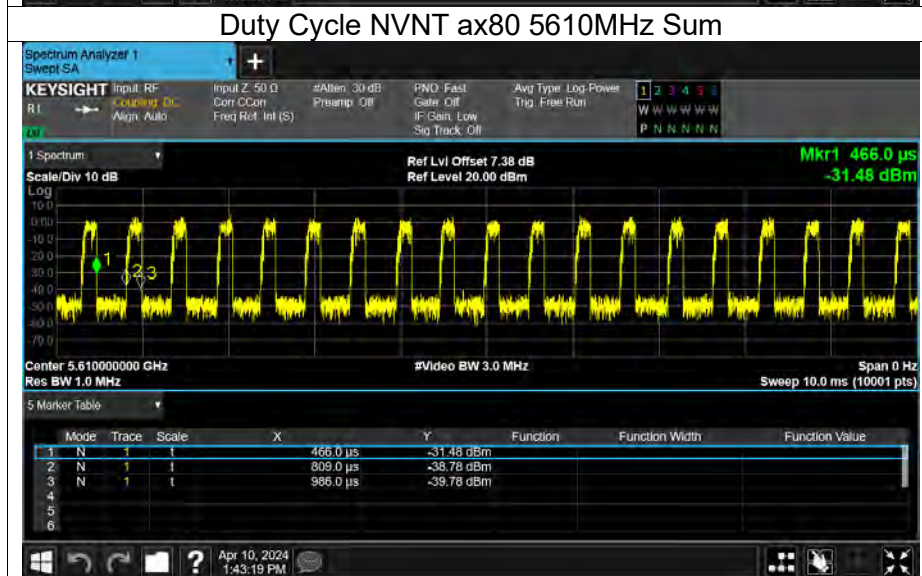 Duty Cycle NVNT ax80 5610MHz Sum
Spectrum Analyzer 1
Swept SA
+
KEYSIGHT Input: RF Input Z: 50 Ω #Atten: 30 dB PNO: Fast Avg Type: Log-Power 1 2 3 4 5 6
R L Coupling: DC Corr CCorr Preamp: Off Gate: Off Trig: Free Run W W W W W W
Align: Auto Freq Ref: Int (S) IF Gain: Low
Sig Track: Off P N N N N N
1 Spectrum Ref Lvl Offset 7.38 dB Mkr1 466.0 µs
Scale/Div 10 dB Ref Level 20.00 dBm -31.48 dBm
Log
10.0
0.00
-10.0
-20.0
-30.0
-40.0
-50.0
-60.0
-70.0
1
2 3
Center 5.610000000 GHz #Video BW 3.0 MHz Span 0 Hz
Res BW 1.0 MHz Sweep 10.0 ms (10001 pts)
5 Marker Table
Mode Trace Scale X Y Function Function Width Function Value
1 N 1 t 466.0 µs -31.48 dBm
2 N 1 t 809.0 µs -38.78 dBm
3 N 1 t 986.0 µs -39.78 dBm
4
5
6
? Apr 10, 2024
1:43:19 PM